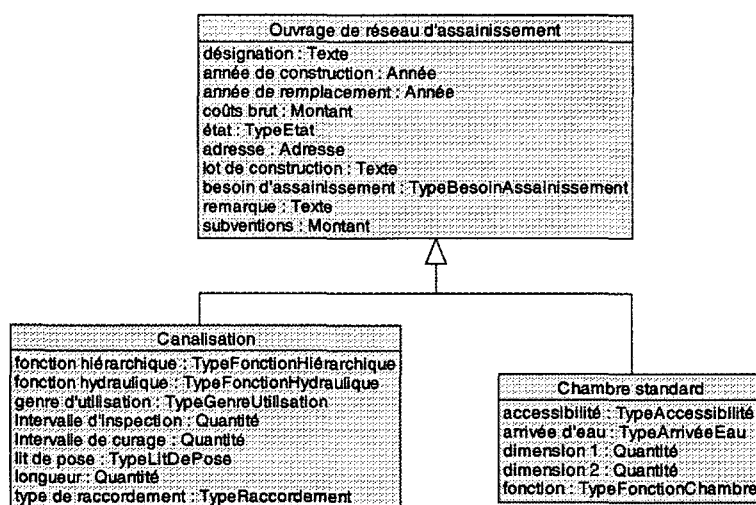 Ouvrage de réseau d'assainissement
désignation : Texte
année de construction : Année
année de remplacement : Année
coûts brut : Montant
état : TypeEtat
adresse : Adresse
lot de construction : Texte
besoin d'assainissement : TypeBesoinAssainissement
remarque : Texte
subventions : Montant
Canalisation
fonction hiérarchique : TypeFonctionHiérarchique
fonction hydraulique : TypeFonctionHydraulique
genre d'utilisation : TypeGenreUtilisation
Intervalle d'Inspection : Quantité
Intervalle de curage : Quantité
lit de pose : TypeLitDePose
longueur : Quantité
type de raccordement : TypeRaccordement
Chambre standard
accessibilité : TypeAccessibilité
arrivée d'eau : TypeArrivéeEau
dimension 1 : Quantité
dimension 2 : Quantité
fonction : TypeFonctionChambre